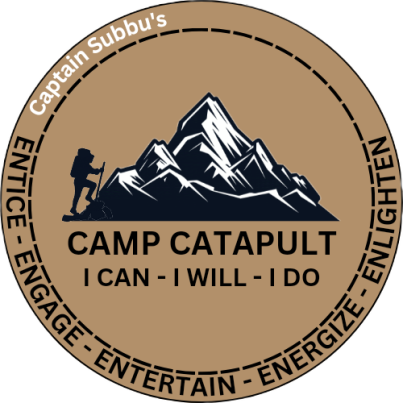 Captain Subbu's
CAMP CATAPULT
I CAN - I WILL - I DO
ENTICE - ENGAGE - ENTERTAIN - ENERGIZE - ENLIGHTEN